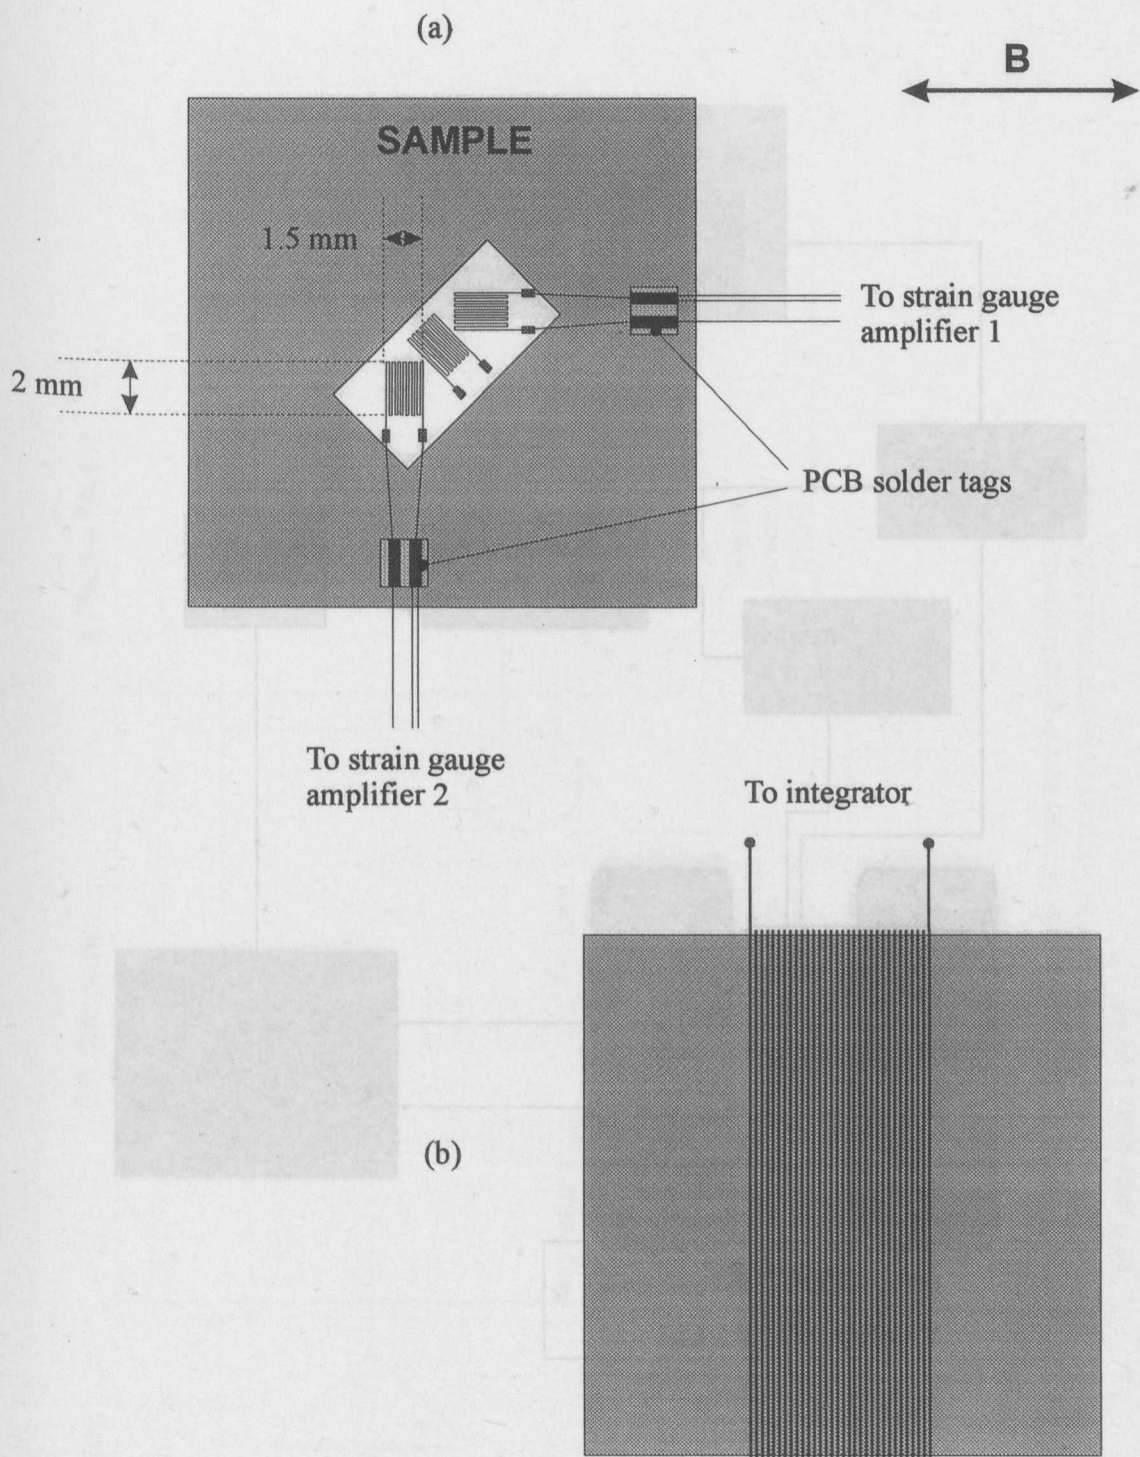 (a)
B
SAMPLE
1.5 mm
To strain gauge
amplifier 1
2 mm
PCB solder tags
To strain gauge
amplifier 2
To integrator
(b)